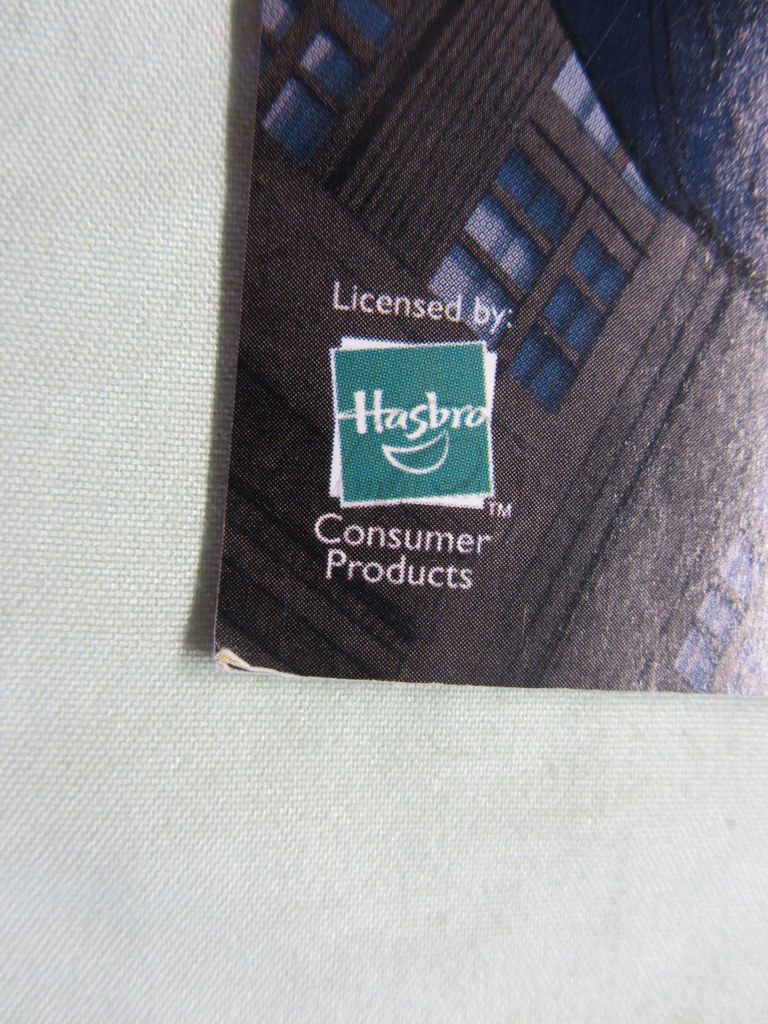 Licensed by:
Hasbro
TM
Consumer
Products